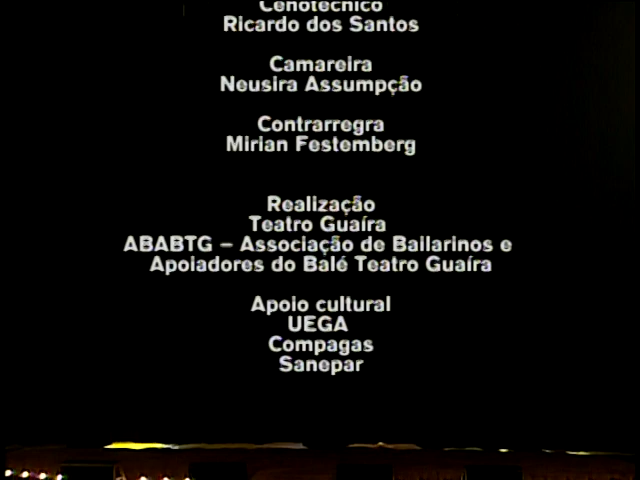 Cenotécnico
Ricardo dos Santos
Camareira
Neusira Assumpção
Contrarregra
Mirian Festemberg
Realização
Teatro Guaíra
ABABTG – Associação de Bailarinos e
Apoiadores do Balé Teatro Guaíra
Apoio cultural
UEGA
Compagas
Sanepar